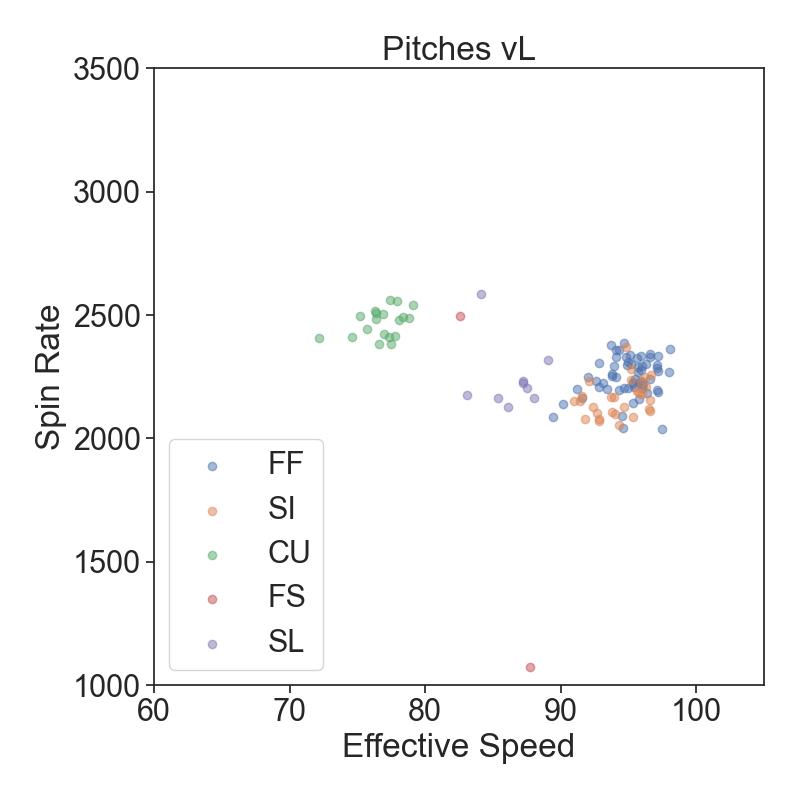 Pitches vL
3500
3000
2500
2000
1500
1000
Spin Rate
FF
SI
CU
FS
SL
60 70 80 90 100
Effective Speed